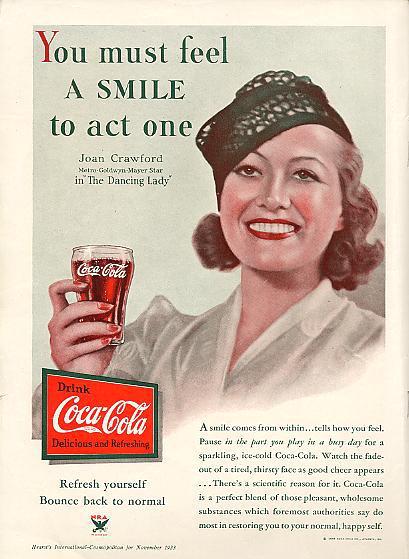 You must feel
A SMILE
to act one
Joan Crawford
Metro-Goldwyn-Mayer Star
in "The Dancing Lady"
Coca-Cola
Drink
Coca-Cola
Delicious and Refreshing
Refresh yourself
Bounce back to normal
NRA
A smile comes from within...tells how you feel.
Pause in the part you play in a busy day for a
sparkling, ice-cold Coca-Cola. Watch the fade-
out of a tired, thirsty face as good cheer appears
...There's a scientific reason for it. Coca-Cola
is a perfect blend of those pleasant, wholesome
substances which foremost authorities say do
most in restoring you to your normal, happy self.
Hearst's International-Cosmopolitan for November 1933